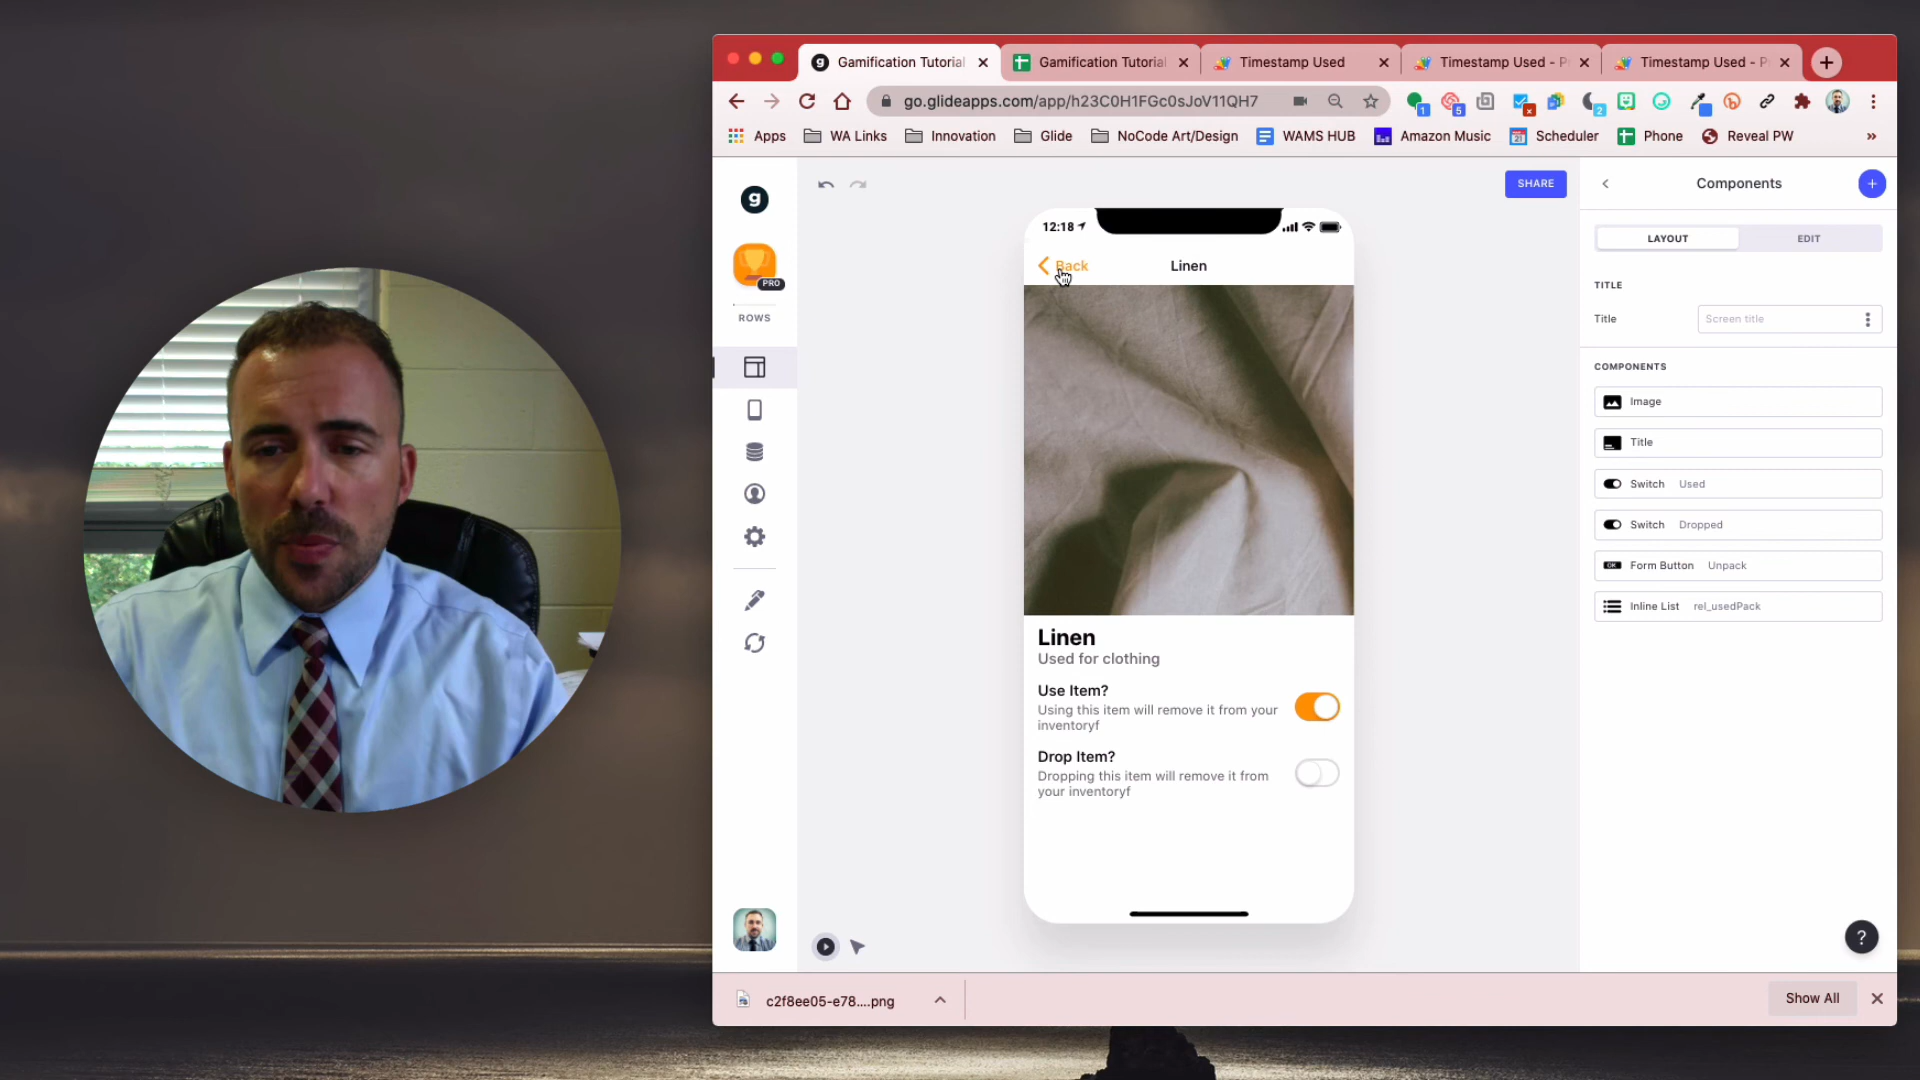 Gamification Tutorial
Gamification Tutorial
Timestamp Used
Timestamp Used - P
Timestamp Used - P
go.glideapps.com/app/h23C0H1FGc0sJoV11QH7
1
5
2
Apps
WA Links
Innovation
Glide
NoCode Art/Design
WAMS HUB
Amazon Music
Scheduler
Phone
Reveal PW
»
g
PRO
ROWS
SHARE
12:18
Back
Linen
Linen
Used for clothing
Use Item?
Using this item will remove it from your
inventoryf
Drop Item?
Dropping this item will remove it from
your inventoryf
Components
LAYOUT
EDIT
TITLE
Title
Screen title
COMPONENTS
Image
Title
Switch Used
Switch Dropped
OK Form Button Unpack
Inline List rel_usedPack
?
c2f8ee05-e78....png
Show All